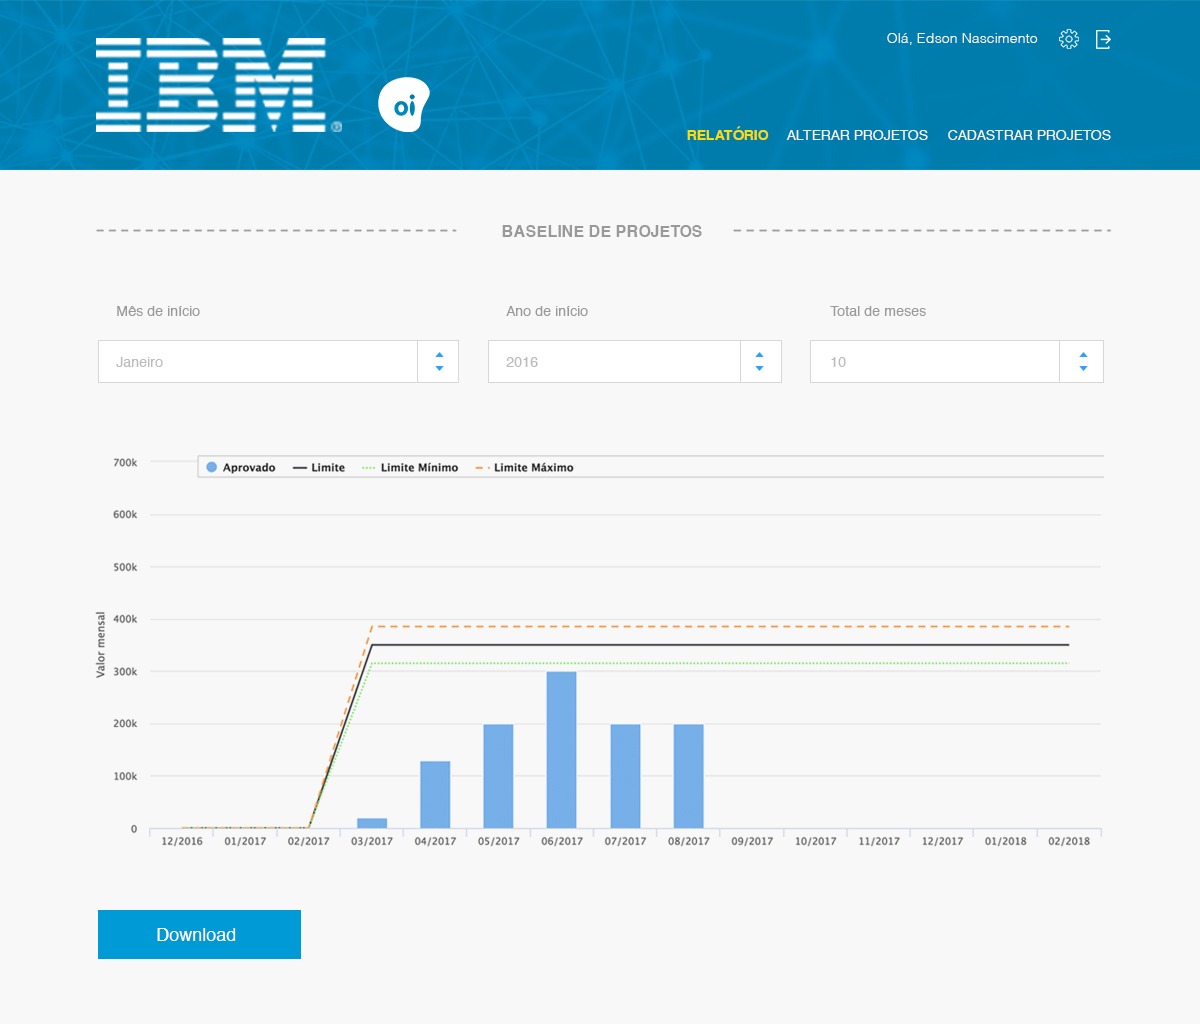 IBM®
oi
Olá, Edson Nascimento
RELATÓRIO ALTERAR PROJETOS CADASTRAR PROJETOS
BASELINE DE PROJETOS
Mês de início Ano de início Total de meses
Janeiro 2016 10
Aprovado Limite Limite Mínimo Limite Máximo
700k
600k
500k
400k
300k
200k
100k
0
Valor mensal
12/2016 01/2017 02/2017 03/2017 04/2017 05/2017 06/2017 07/2017 08/2017 09/2017 10/2017 11/2017 12/2017 01/2018 02/2018
Download